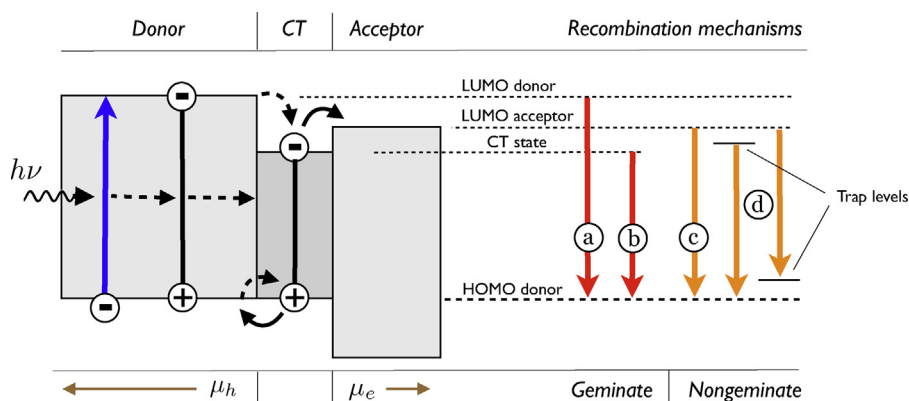 Donor CT Acceptor Recombination mechanisms
LUMO donor
LUMO acceptor
CT state
hν
Trap levels
a b c d
HOMO donor
μh μe Geminate Nongeminate